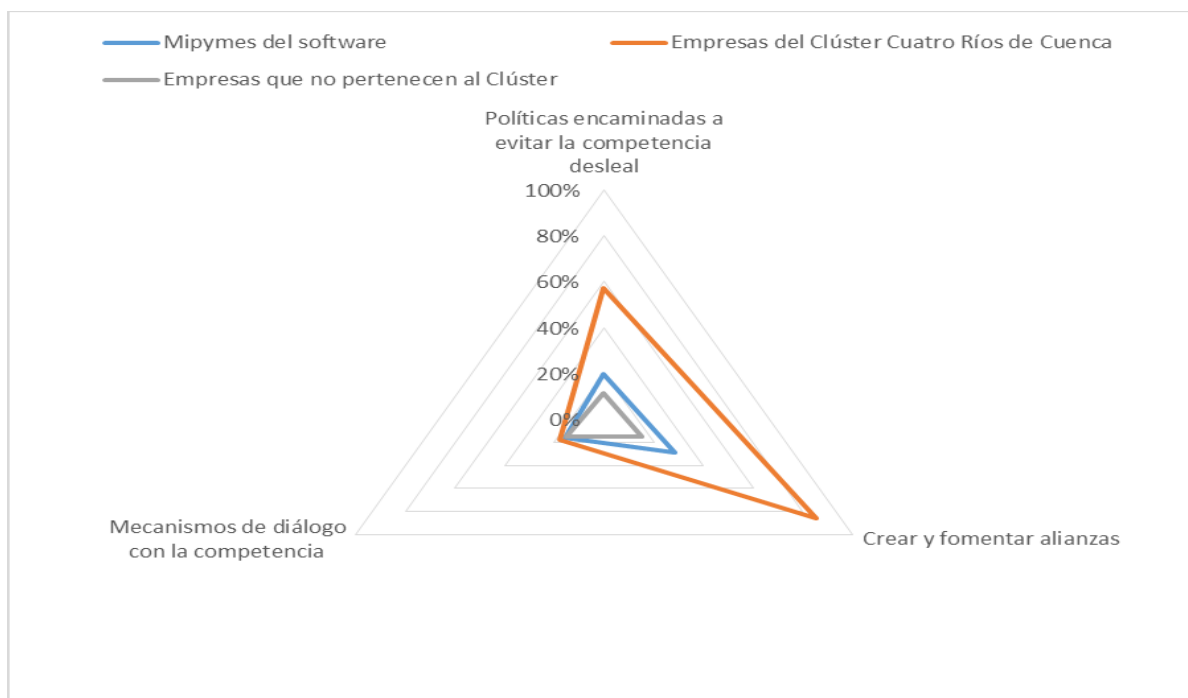 Mipymes del software
Empresas del Clúster Cuatro Ríos de Cuenca
Empresas que no pertenecen al Clúster
Políticas encaminadas a
evitar la competencia
desleal
100%
80%
60%
40%
20%
0%
Mecanismos de diálogo
con la competencia
Crear y fomentar alianzas